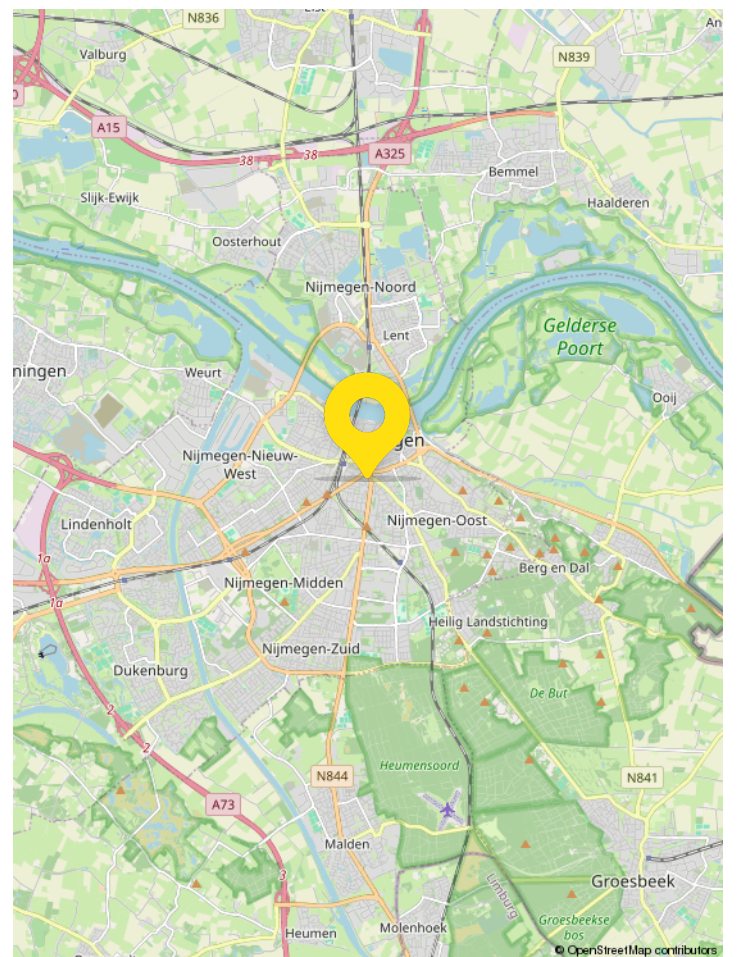 N836
Valburg
N839
A15
38
38
A325
Bemmel
Slijk-Ewijk
Haalderen
Oosterhout
Nijmegen-Noord
Gelderse
Poort
Lent
ningen
Weurt
Ooij
gen
Nijmegen-Nieuw-
West
Lindenholt
Nijmegen-Oost
1a
Berg en Dal
1a
Nijmegen-Midden
Heilig Landstichting
Nijmegen-Zuid
Dukenburg
De But
2
2
Heumensoord
N844
N841
A73
Malden
3
Groesbeek
Limburg
Molenhoek
Groesbeekse
bos
Heumen
© OpenStreetMap contributors